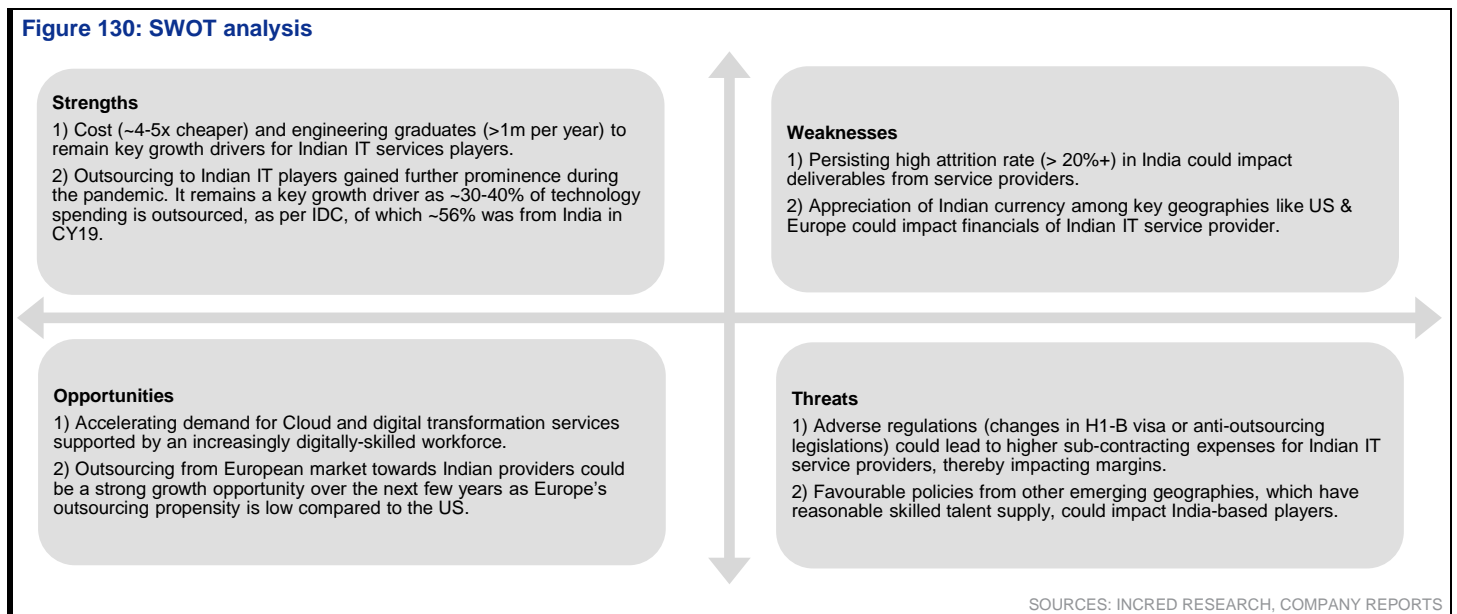 Figure 130: SWOT analysis
Strengths
1) Cost (~4-5x cheaper) and engineering graduates (>1m per year) to
remain key growth drivers for Indian IT services players.
2) Outsourcing to Indian IT players gained further prominence during
the pandemic. It remains a key growth driver as ~30-40% of technology
spending is outsourced, as per IDC, of which ~56% was from India in
CY19.
Weaknesses
1) Persisting high attrition rate (> 20%+) in India could impact
deliverables from service providers.
2) Appreciation of Indian currency among key geographies like US &
Europe could impact financials of Indian IT service provider.
Opportunities
1) Accelerating demand for Cloud and digital transformation services
supported by an increasingly digitally-skilled workforce.
2) Outsourcing from European market towards Indian providers could
be a strong growth opportunity over the next few years as Europe's
outsourcing propensity is low compared to the US.
Threats
1) Adverse regulations (changes in H1-B visa or anti-outsourcing
legislations) could lead to higher sub-contracting expenses for Indian IT
service providers, thereby impacting margins.
2) Favourable policies from other emerging geographies, which have
reasonable skilled talent supply, could impact India-based players.
SOURCES: INCRED RESEARCH, COMPANY REPORTS